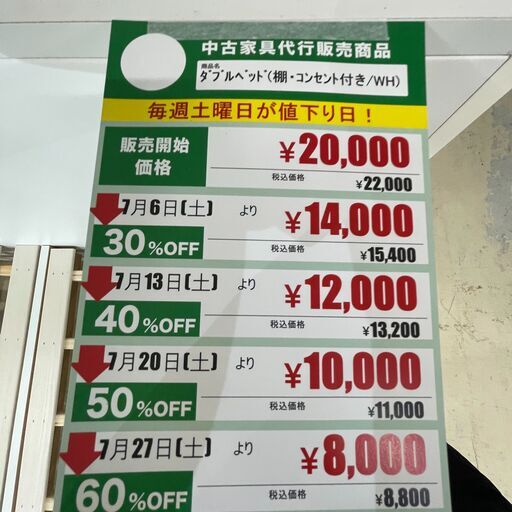 中古家具代行販売商品
商品名
ダブルベッド(棚・コンセント付き/WH)
毎週土曜日が値下り日！
販売開始
価格
¥20,000
税込価格 ¥22,000
7月6日(土) より ¥14,000
30%OFF 税込価格 ¥15,400
7月13日(土) より ¥12,000
40%OFF 税込価格 ¥13,200
7月20日(土) より ¥10,000
50%OFF 税込価格 ¥11,000
7月27日(土) より ¥8,000
60%OFF 税込価格 ¥8,800